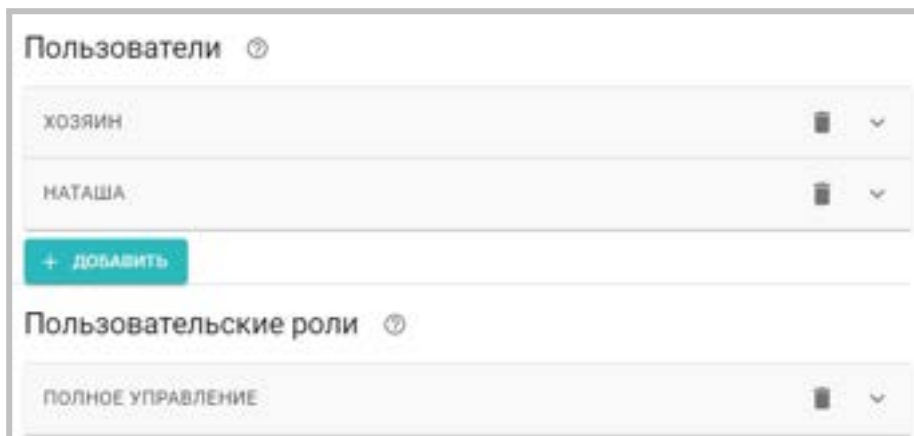 Пользователи
ХОЗЯИН
НАТАША
+ ДОБАВИТЬ
Пользовательские роли
ПОЛНОЕ УПРАВЛЕНИЕ